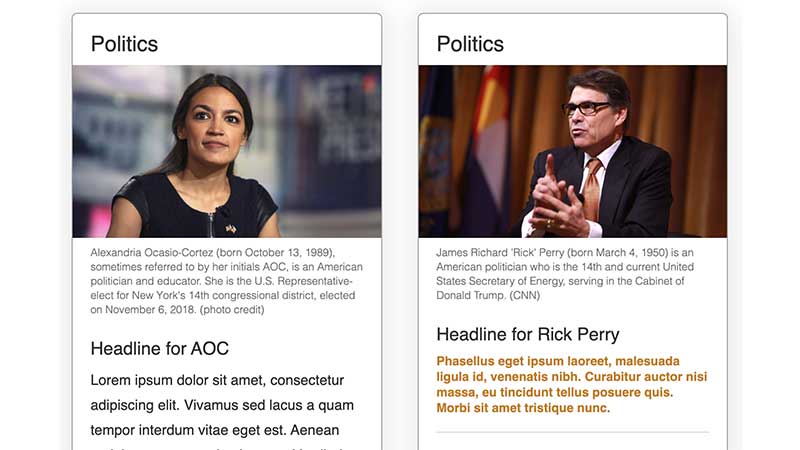 Politics
Alexandria Ocasio-Cortez (born October 13, 1989),
sometimes referred to by her initials AOC, is an American
politician and educator. She is the U.S. Representative-
elect for New York's 14th congressional district, elected
on November 6, 2018. (photo credit)
Headline for AOC
Lorem ipsum dolor sit amet, consectetur
adipiscing elit. Vivamus sed lacus a quam
tempor interdum vitae eget est. Aenean
Politics
James Richard 'Rick' Perry (born March 4, 1950) is an
American politician who is the 14th and current United
States Secretary of Energy, serving in the Cabinet of
Donald Trump. (CNN)
Headline for Rick Perry
Phasellus eget ipsum laoreet, malesuada
ligula id, venenatis nibh. Curabitur auctor nisi
massa, eu tincidunt tellus posuere quis.
Morbi sit amet tristique nunc.